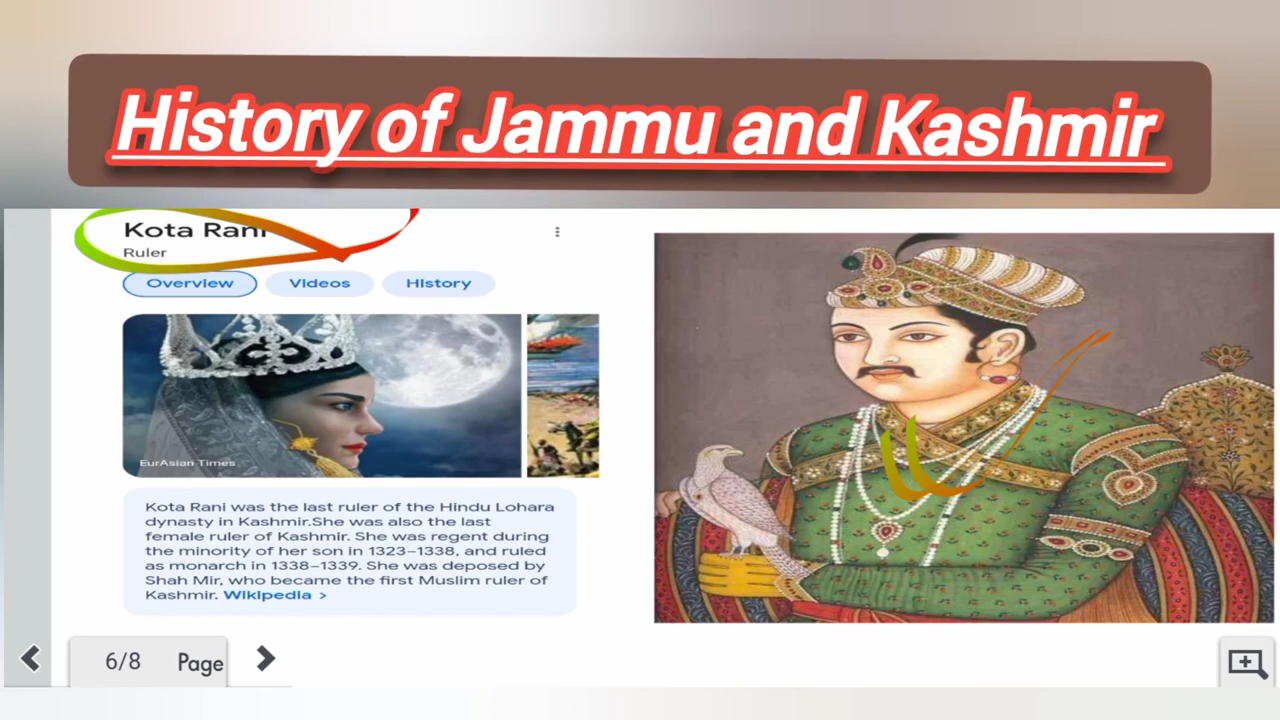 History of Jammu and Kashmir
Kota Rani
Ruler
Overview
Videos
History
EurAsian Times
Kota Rani was the last ruler of the Hindu Lohara
dynasty in Kashmir.She was also the last
female ruler of Kashmir. She was regent during
the minority of her son in 1323–1338, and ruled
as monarch in 1338–1339. She was deposed by
Shah Mir, who became the first Muslim ruler of
Kashmir. Wikipedia >
6/8 Page